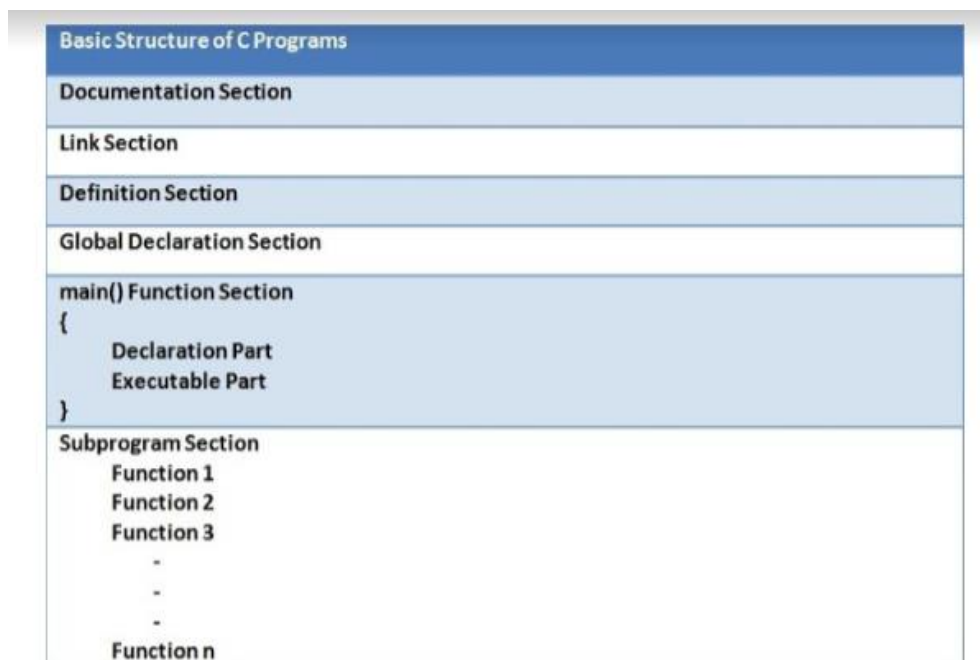 Basic Structure of C Programs
Documentation Section
Link Section
Definition Section
Global Declaration Section
main() Function Section
{
Declaration Part
Executable Part
}
Subprogram Section
Function 1
Function 2
Function 3
-
-
-
Function n